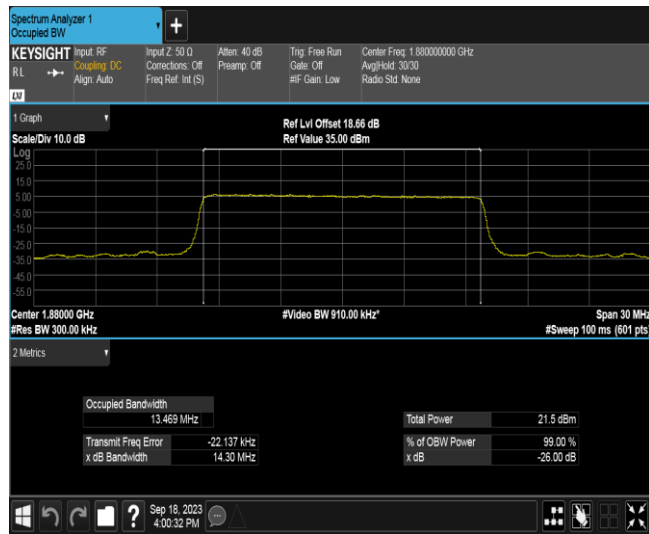 Spectrum Analyzer 1
Occupied BW
+
KEYSIGHT
RL
LXI
Input: RF
Coupling: DC
Align: Auto
Input Z: 50 Ω
Corrections: Off
Freq Ref: Int (S)
Atten: 40 dB
Preamp: Off
Trig: Free Run
Gate: Off
#IF Gain: Low
Center Freq: 1.880000000 GHz
Avg|Hold: 30/30
Radio Std: None
1 Graph
Scale/Div 10.0 dB
Ref Lvl Offset 18.66 dB
Ref Value 35.00 dBm
Log
25.0
15.0
5.00
-5.00
-15.0
-25.0
-35.0
-45.0
-55.0
Center 1.88000 GHz
#Res BW 300.00 kHz
#Video BW 910.00 kHz*
Span 30 MHz
#Sweep 100 ms (601 pts)
2 Metrics
Occupied Bandwidth
13.469 MHz
Transmit Freq Error -22.137 kHz
x dB Bandwidth 14.30 MHz
Total Power 21.5 dBm
% of OBW Power 99.00 %
x dB -26.00 dB
?
Sep 18, 2023
4:00:32 PM